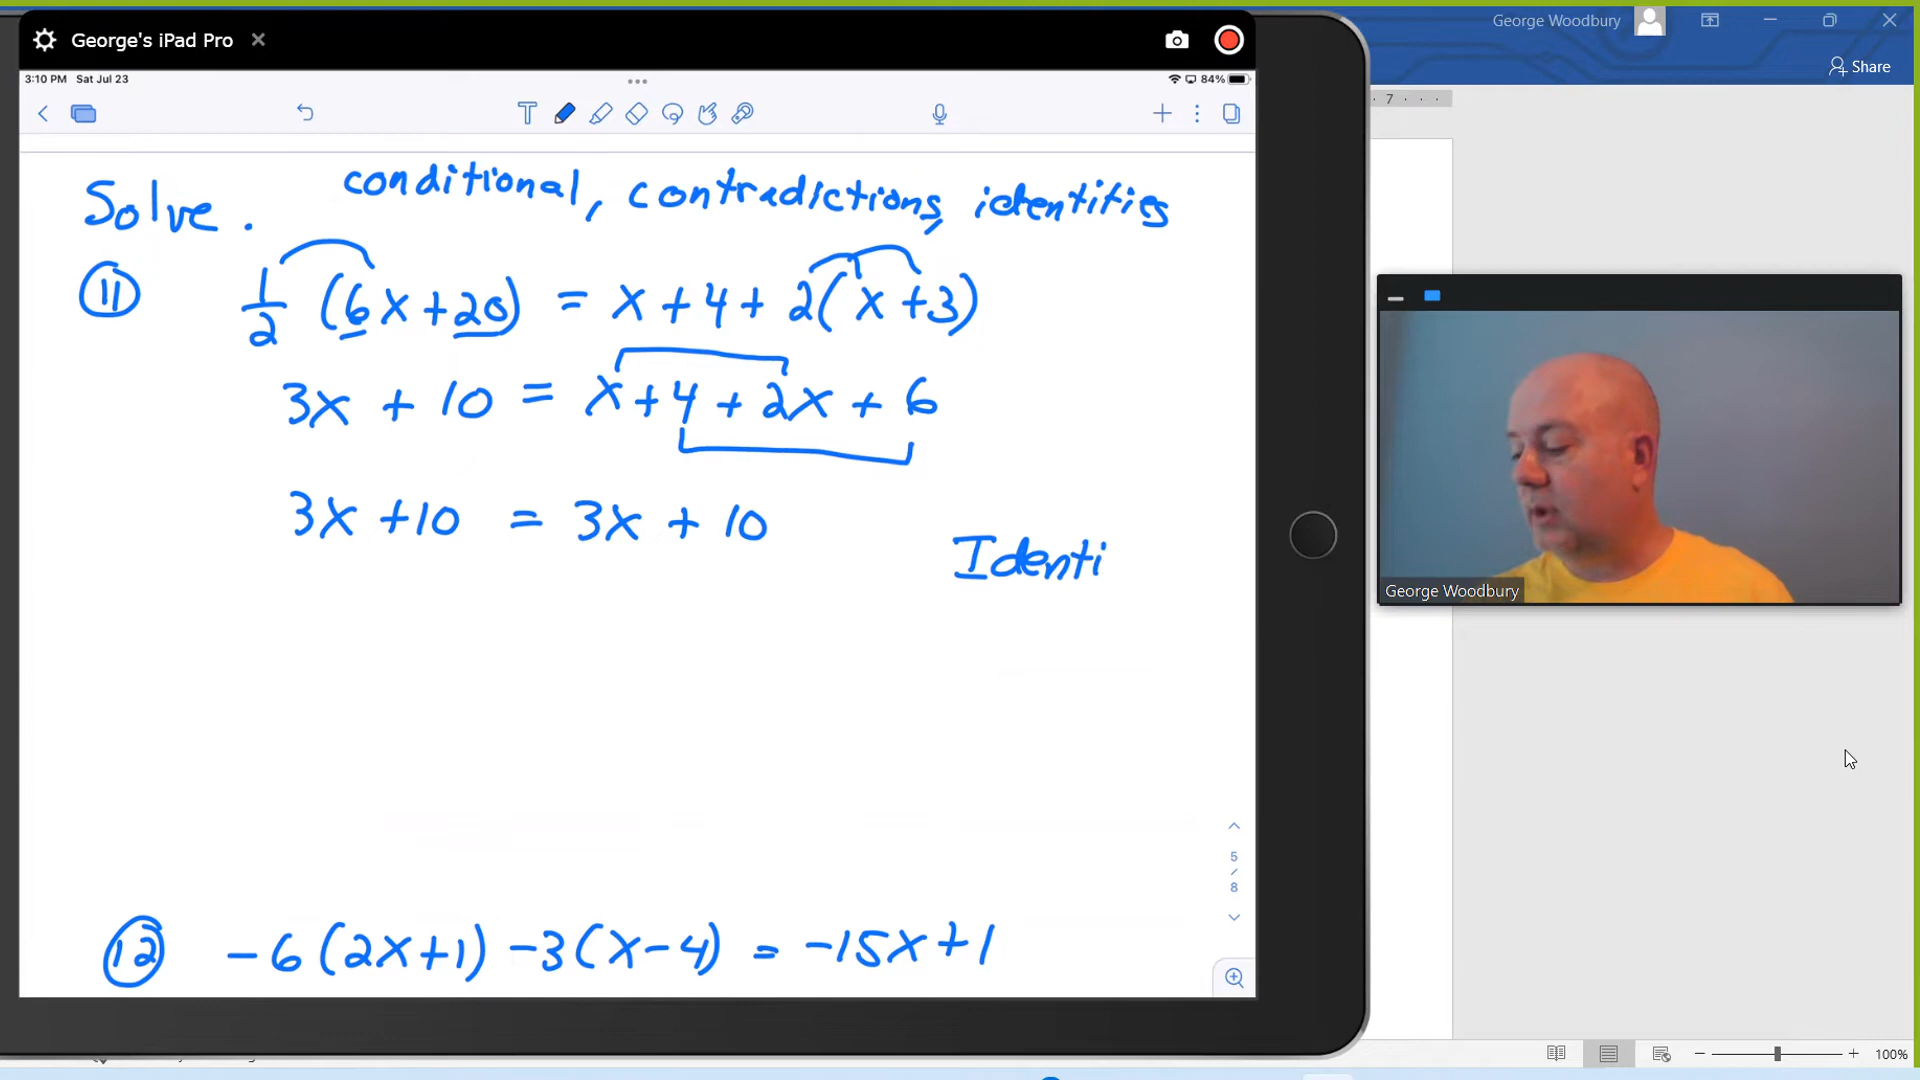 George Woodbury
George's iPad Pro
Share
3:10 PM Sat Jul 23
84%
7
T
Solve.
conditional, contradictions, identities
11 1/2 (6x+20) = x+4+2(x+3)
3x + 10 = x+4+2x+6
3x+10 = 3x+10
Identi
George Woodbury
5
/
8
12 -6(2x+1)-3(x-4) = -15x+1
100%